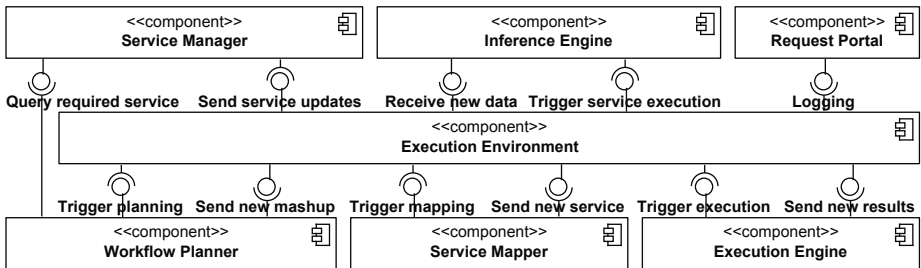 <<component>> <<component>> <<component>>
Service Manager Inference Engine Request Portal
Query required service Send service updates Receive new data Trigger service execution Logging
<<component>>
Execution Environment
Trigger planning Send new mashup Trigger mapping Send new service Trigger execution Send new results
<<component>> <<component>> <<component>>
Workflow Planner Service Mapper Execution Engine